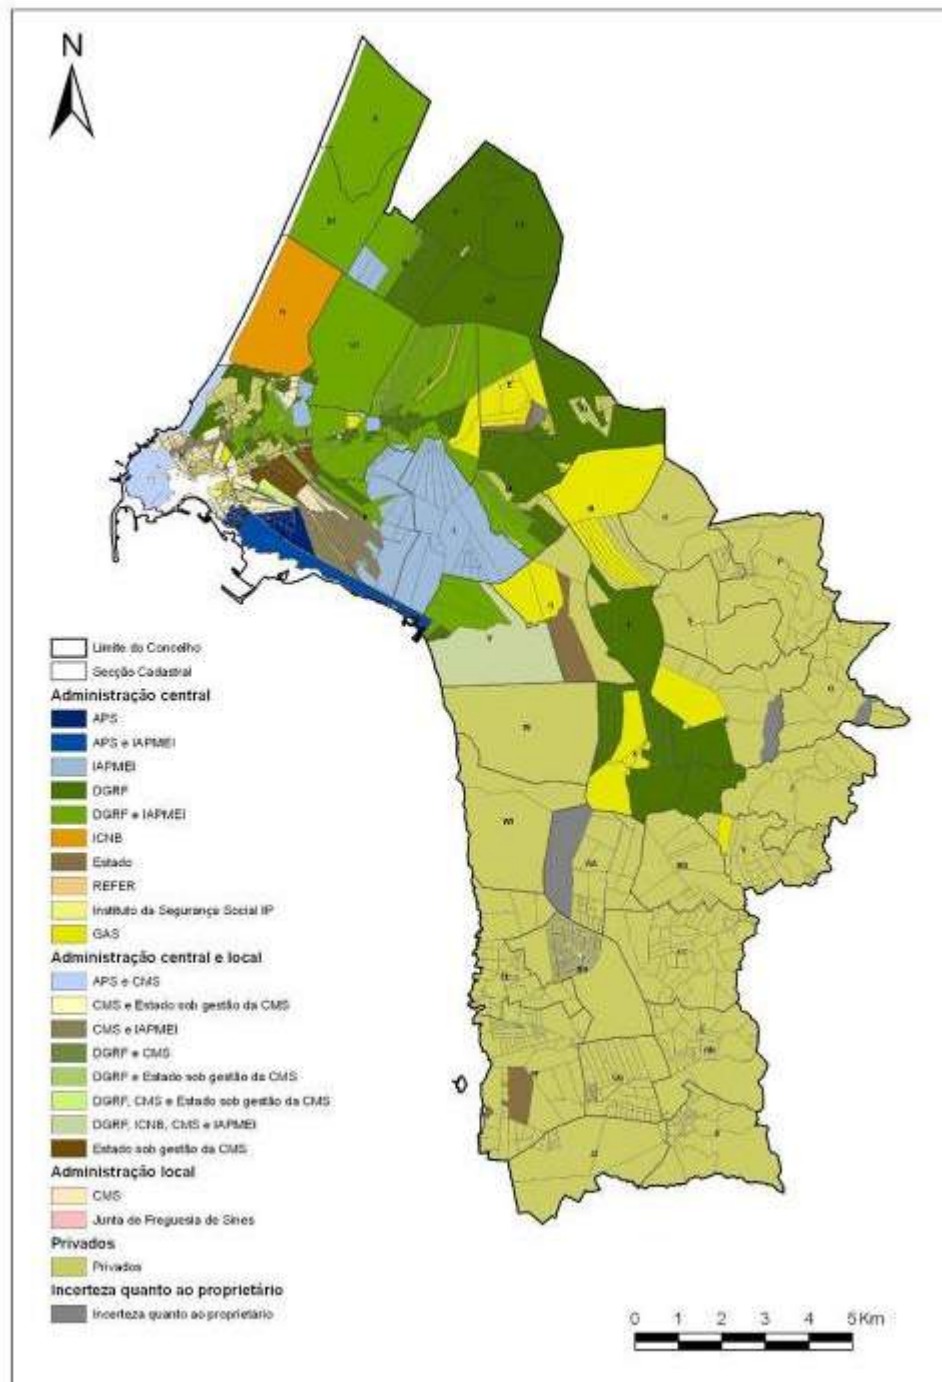 N
Limite do Concelho
Secção Cadastral
Administração central
APS
APS e IAPMEI
IAPMEI
DGRF
DGRF e IAPMEI
ICNB
Estado
REFER
Instituto da Segurança Social IP
GAS
Administração central e local
APS e CMS
CMS e Estado sob gestão da CMS
CMS e IAPMEI
DGRF e CMS
DGRF e Estado sob gestão da CMS
DGRF, CMS e Estado sob gestão da CMS
DGRF, ICNB, CMS e IAPMEI
Estado sob gestão da CMS
Administração local
CMS
Junta de Freguesia de Sines
Privados
Privados
Incerteza quanto ao proprietário
Incerteza quanto ao proprietário
0 1 2 3 4 5 Km